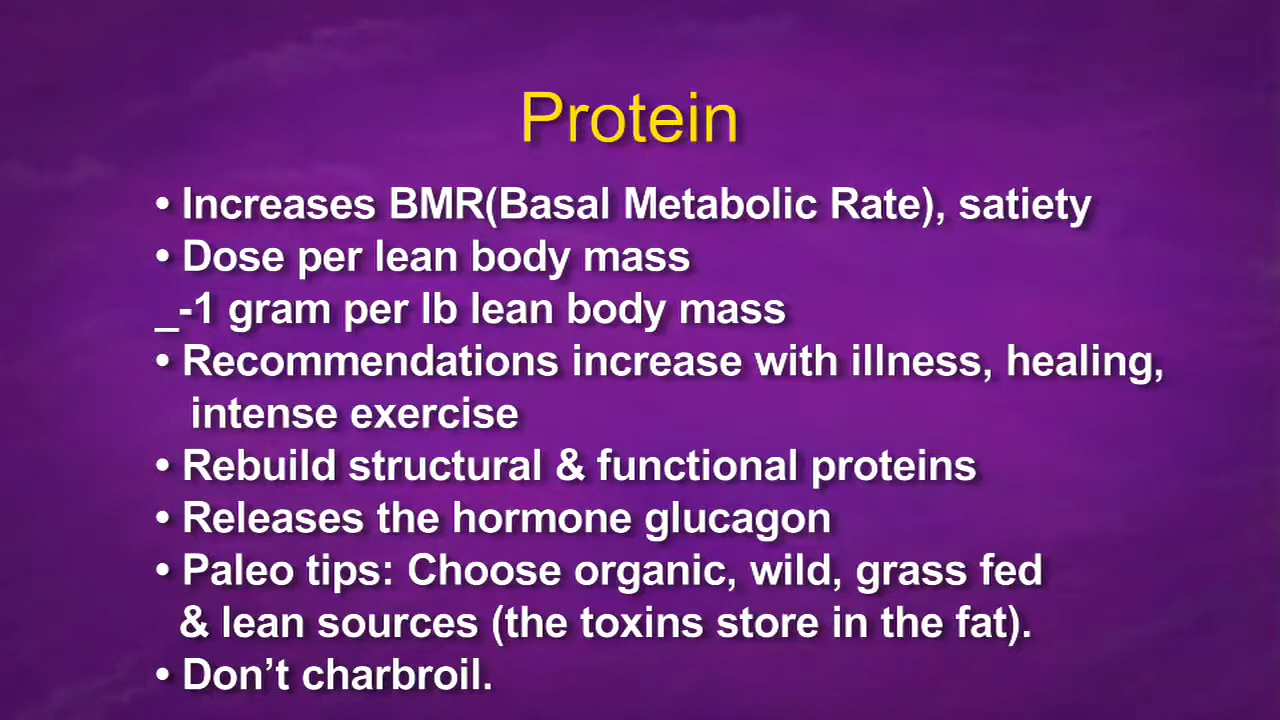 Protein
• Increases BMR(Basal Metabolic Rate), satiety
• Dose per lean body mass
_-1 gram per lb lean body mass
• Recommendations increase with illness, healing,
intense exercise
• Rebuild structural & functional proteins
• Releases the hormone glucagon
• Paleo tips: Choose organic, wild, grass fed
& lean sources (the toxins store in the fat).
• Don’t charbroil.